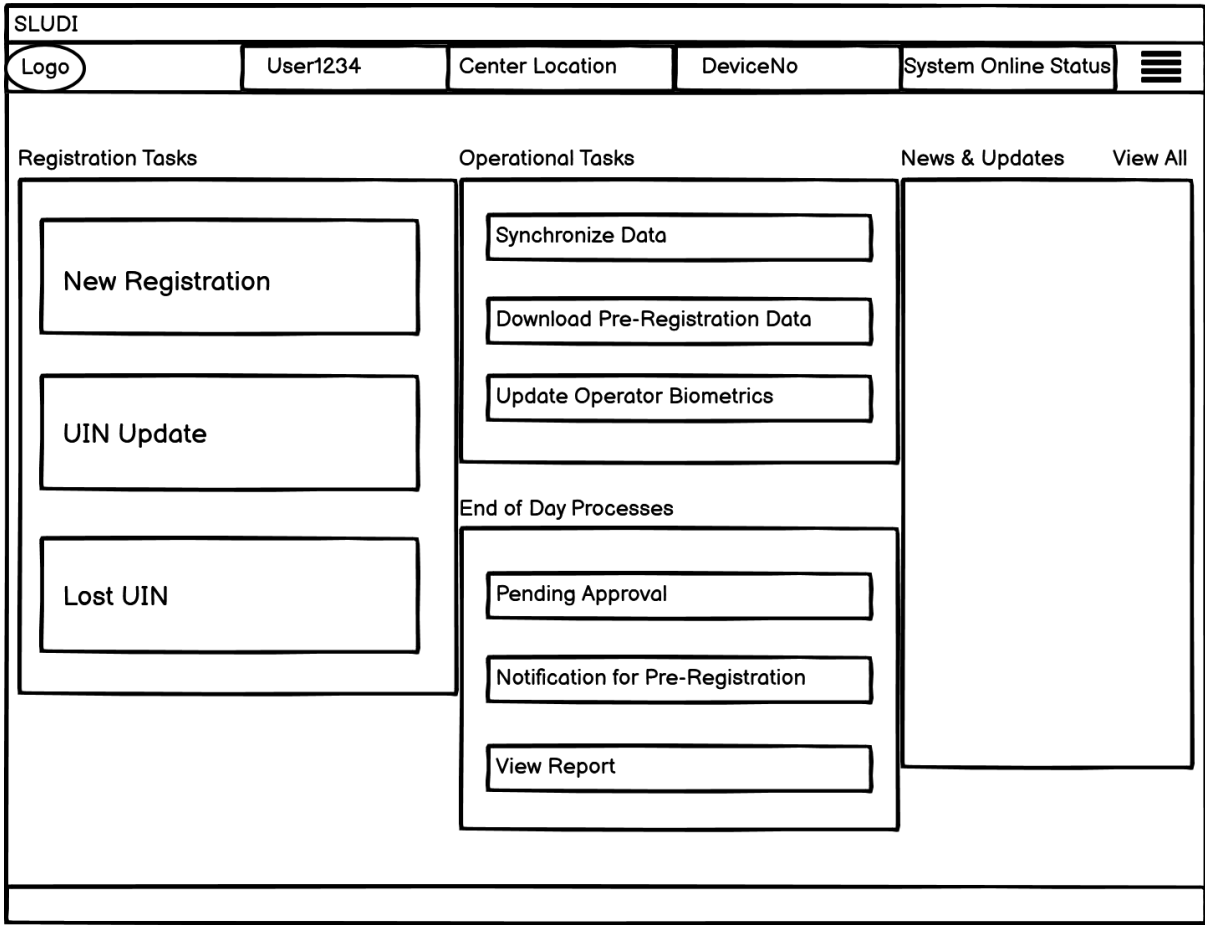 SLUDI
Logo
User1234
Center Location
DeviceNo
System Online Status
Registration Tasks
New Registration
UIN Update
Lost UIN
Operational Tasks
Synchronize Data
Download Pre-Registration Data
Update Operator Biometrics
End of Day Processes
Pending Approval
Notification for Pre-Registration
View Report
News & Updates
View All